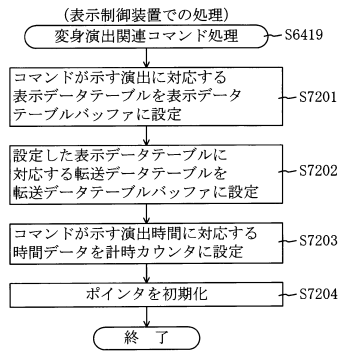 (表示制御装置での処理)
変身演出関連コマンド処理
S6419
コマンドが示す演出に対応する
表示データテーブルを表示データ
テーブルバッファに設定
S7201
設定した表示データテーブルに
対応する転送データテーブルを
転送データテーブルバッファに設定
S7202
コマンドが示す演出時間に対応する
時間データを計時カウンタに設定
S7203
ポインタを初期化
S7204
終 了